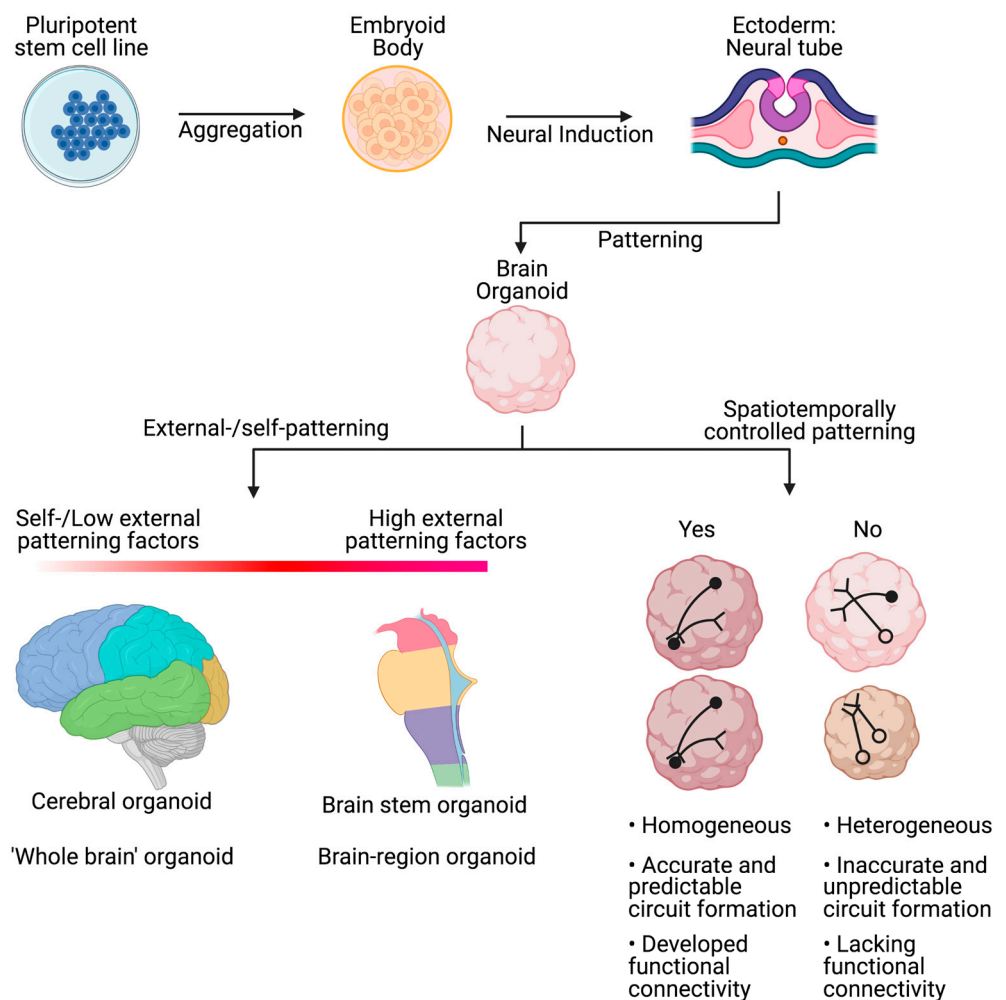 Pluripotent
stem cell line
Aggregation
Embryoid
Body
Neural Induction
Ectoderm:
Neural tube
Patterning
Brain
Organoid
External-/self-patterning
Spatiotemporally
controlled patterning
Self-/Low external
patterning factors
High external
patterning factors
Cerebral organoid
'Whole brain' organoid
Brain stem organoid
Brain-region organoid
Yes
• Homogeneous
• Accurate and
predictable
circuit formation
• Developed
functional
connectivity
No
• Heterogeneous
• Inaccurate and
unpredictable
circuit formation
• Lacking
functional
connectivity